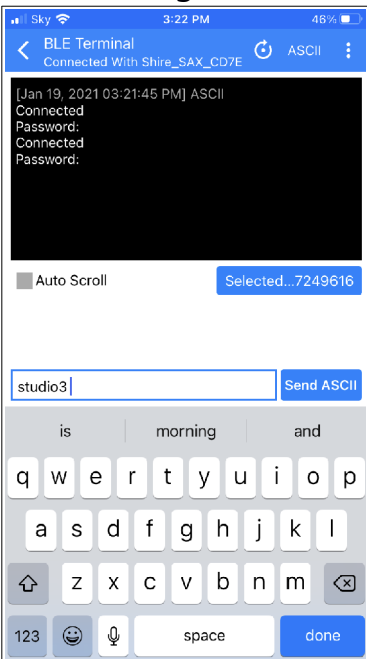 Sky 3:22 PM 46%
BLE Terminal
Connected With Shire_SAX_CD7E
ASCII
[Jan 19, 2021 03:21:45 PM] ASCII
Connected
Password:
Connected
Password:
Auto Scroll
Selected...7249616
studio3
Send ASCII
is morning and
q w e r t y u i o p
a s d f g h j k l
z x c v b n m
123 space done